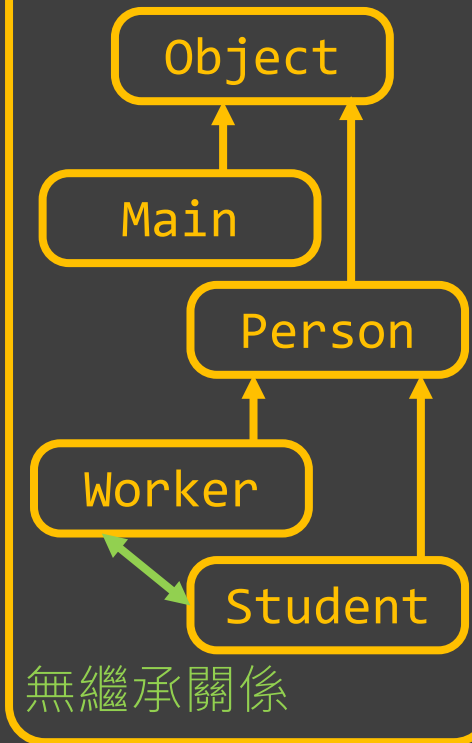 Object
Main
Person
Worker
Student
無繼承關係